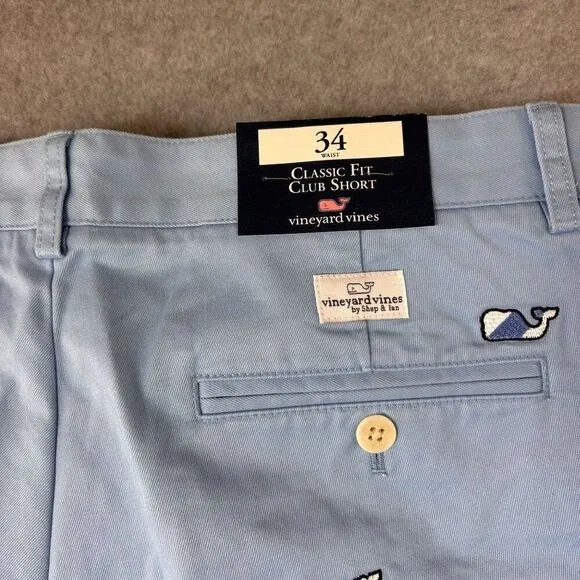 34
WAIST
CLASSIC FIT
CLUB SHORT
vineyard vines
vineyard vines
by Shep & Ian